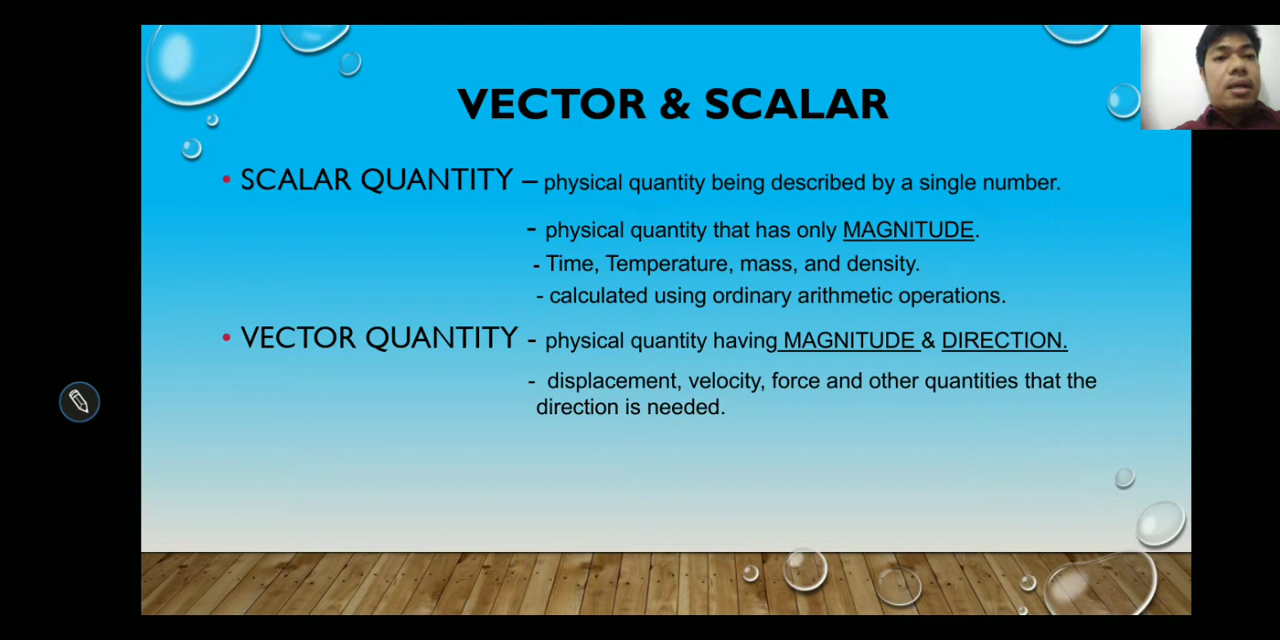 VECTOR & SCALAR
• SCALAR QUANTITY – physical quantity being described by a single number.
- physical quantity that has only MAGNITUDE.
- Time, Temperature, mass, and density.
- calculated using ordinary arithmetic operations.
• VECTOR QUANTITY - physical quantity having MAGNITUDE & DIRECTION.
- displacement, velocity, force and other quantities that the
direction is needed.